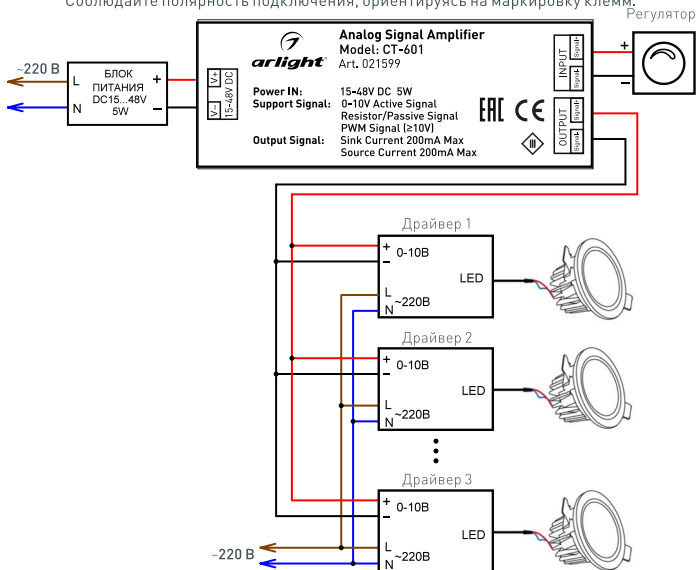 Соблюдайте полярность подключения, ориентируясь на маркировку клемм.
Регулятор
~220 В
L
N
БЛОК
ПИТАНИЯ
DC15...48V
5W
+
−
V+
V−
15-48V DC
arlight
Analog Signal Amplifier
Model: CT-601
Art. 021599
Power IN: 15-48V DC 5W
Support Signal: 0-10V Active Signal
Resistor/Passive Signal
PWM Signal (≥10V)
Output Signal: Sink Current 200mA Max
Source Current 200mA Max
EAC CE
III
INPUT
Signal+
Signal-
OUTPUT
Signal+
Signal-
+
−
Драйвер 1
+
0-10В
−
LED
L
~220В
N
Драйвер 2
+
0-10В
−
LED
L
~220В
N
Драйвер 3
+
0-10В
−
LED
L
~220В
N
~220 В